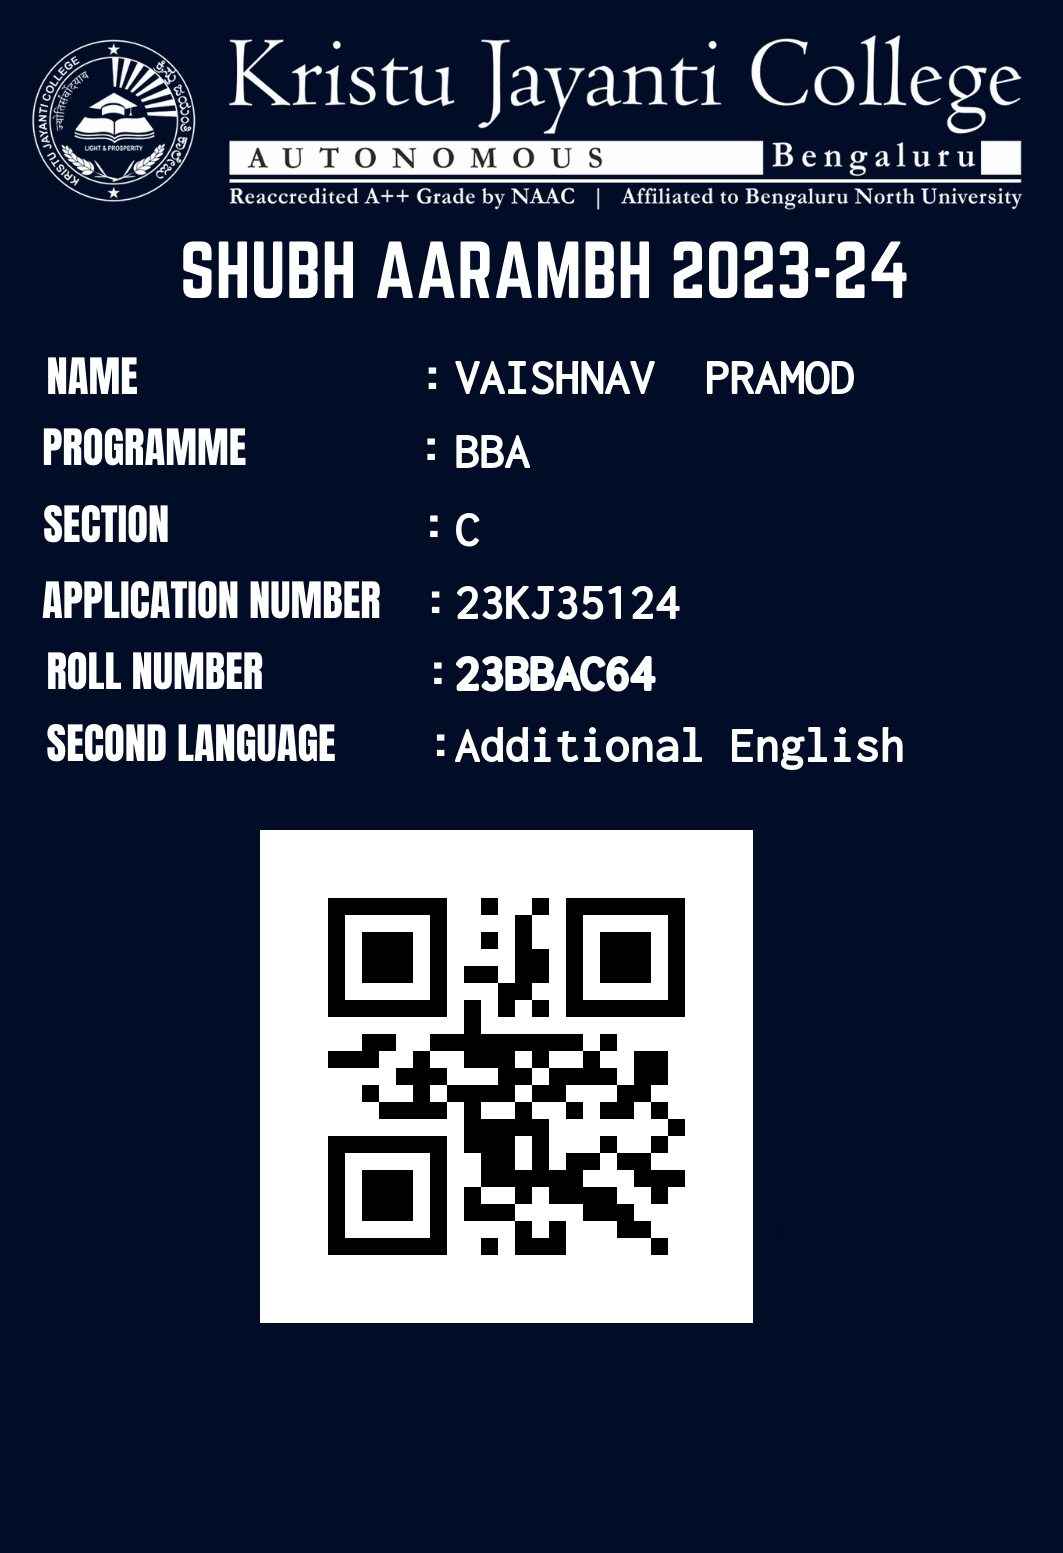 Kristu Jayanti College
AUTONOMOUS Bengaluru
Reaccredited A++ Grade by NAAC | Affiliated to Bengaluru North University
KRISTU JAYANTI COLLEGE
LIGHT & PROSPERITY
SHUBH AARAMBH 2023-24
NAME : VAISHNAV PRAMOD
PROGRAMME : BBA
SECTION : C
APPLICATION NUMBER : 23KJ35124
ROLL NUMBER : 23BBAC64
SECOND LANGUAGE : Additional English